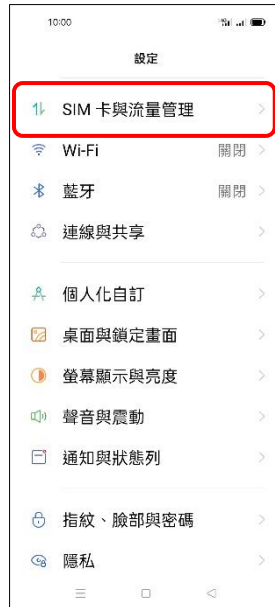 10:00
設定
SIM 卡與流量管理
Wi-Fi 關閉
藍牙 關閉
連線與共享
個人化自訂
桌面與鎖定畫面
螢幕顯示與亮度
聲音與震動
通知與狀態列
指紋、臉部與密碼
隱私